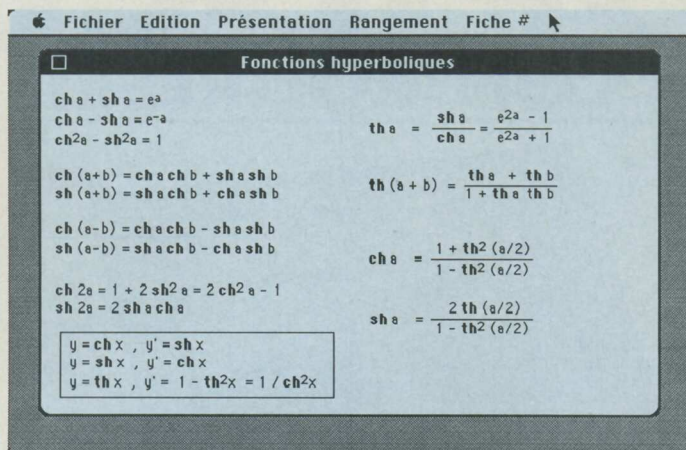 Fichier Edition Présentation Rangement Fiche #
Fonctions hyperboliques
ch a + sh a = e^a
ch a - sh a = e^-a
ch²a - sh²a = 1
ch (a+b) = ch a ch b + sh a sh b
sh (a+b) = sh a ch b + ch a sh b
ch (a-b) = ch a ch b - sh a sh b
sh (a-b) = sh a ch b - ch a sh b
ch 2a = 1 + 2 sh² a = 2 ch² a - 1
sh 2a = 2 sh a ch a
y = ch x , y' = sh x
y = sh x , y' = ch x
y = th x , y' = 1 - th²x = 1 / ch²x
th a = sh a / ch a = e^2a - 1 / e^2a + 1
th (a + b) = th a + th b / 1 + th a th b
ch a = 1 + th² (a/2) / 1 - th² (a/2)
sh a = 2 th (a/2) / 1 - th² (a/2)